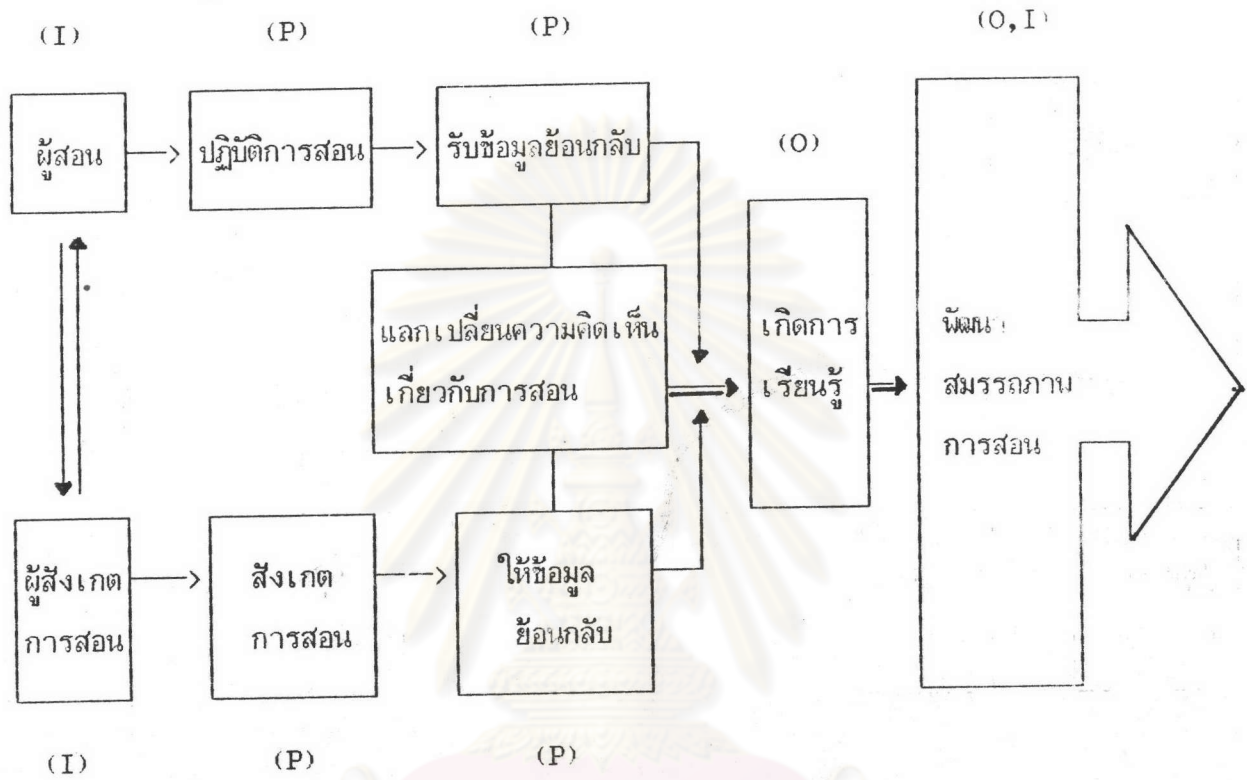 (I)
(P)
(P)
(O,I)
ผู้สอน
ปฏิบัติการสอน
รับข้อมูลย้อนกลับ
(O)
แลกเปลี่ยนความคิดเห็น
เกี่ยวกับการสอน
เกิดการ
เรียนรู้
พัฒนา
สมรรถภาพ
การสอน
ผู้สังเกต
การสอน
สังเกต
การสอน
ให้ข้อมูล
ย้อนกลับ
(I)
(P)
(P)